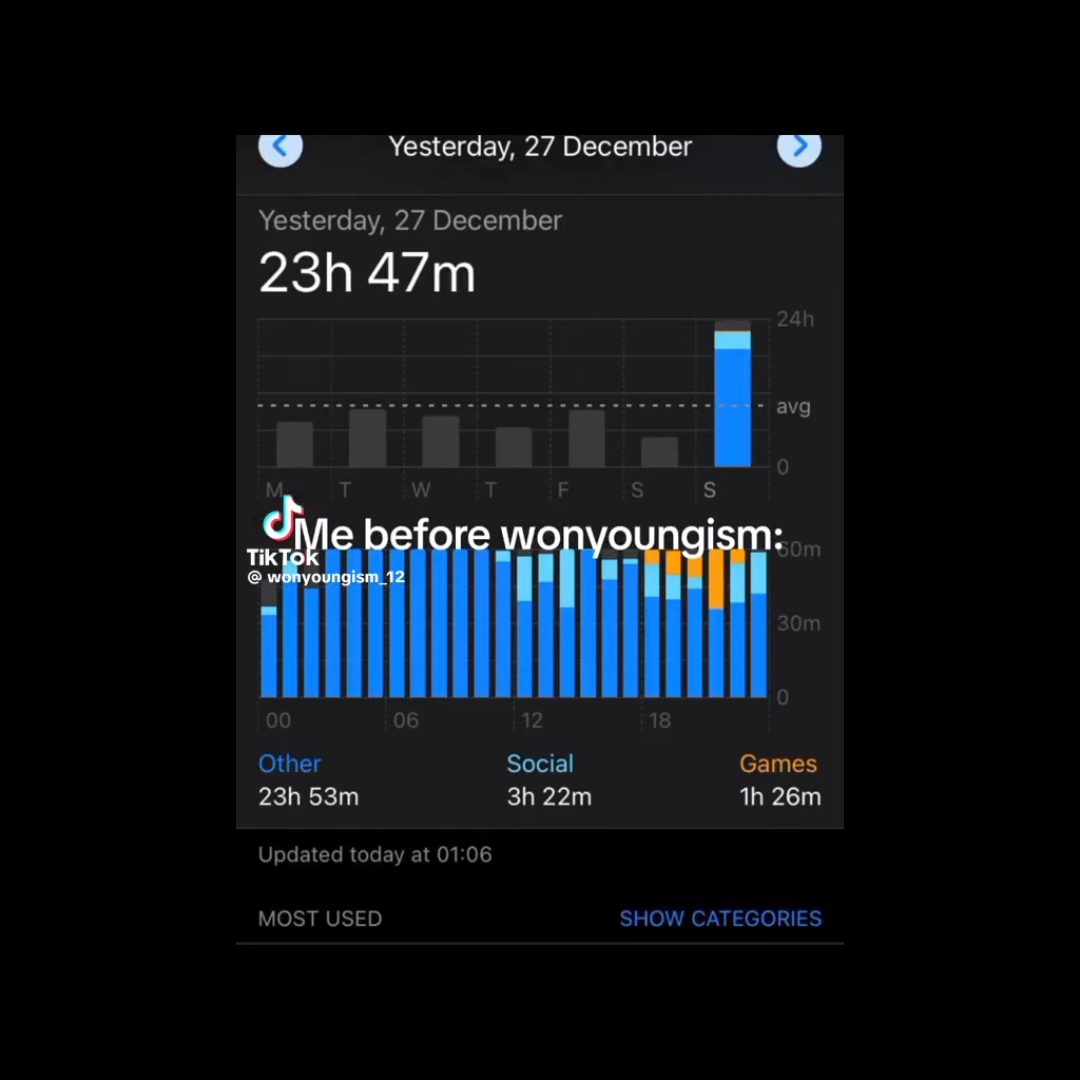 Yesterday, 27 December
Yesterday, 27 December
23h 47m
24h
avg
0
M T W T F S S
Me before wonyoungism:
TikTok
@ wonyoungism_12
60m
30m
0
00 06 12 18
Other Social Games
23h 53m 3h 22m 1h 26m
Updated today at 01:06
MOST USED SHOW CATEGORIES